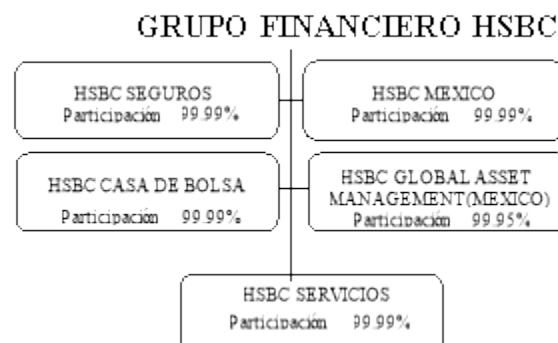 GRUPO FINANCIERO HSBC
HSBC SEGUROS
Participación 99.99%
HSBC MEXICO
Participación 99.99%
HSBC CASA DE BOLSA
Participación 99.99%
HSBC GLOBAL ASSET
MANAGEMENT(MEXICO)
Participación 99.95%
HSBC SERVICIOS
Participación 99.99%